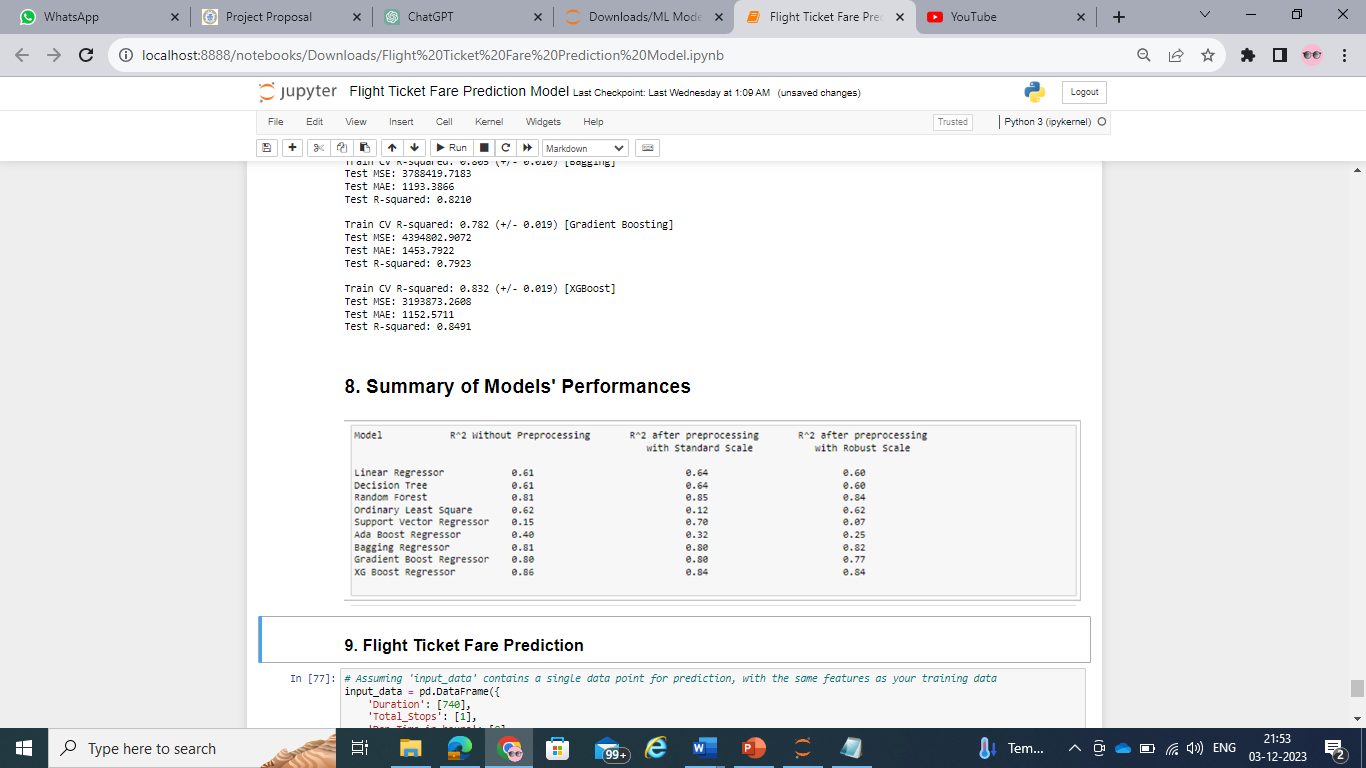 WhatsApp
Project Proposal
ChatGPT
Downloads/ML Mode
Flight Ticket Fare Pre
YouTube
localhost:8888/notebooks/Downloads/Flight%20Ticket%20Fare%20Prediction%20Model.ipynb
jupyter Flight Ticket Fare Prediction Model Last Checkpoint: Last Wednesday at 1:09 AM (unsaved changes)
Logout
File Edit View Insert Cell Kernel Widgets Help
Trusted
Python 3 (ipykernel)
Run
Markdown
Train CV R-squared: 0.805 (+/- 0.010) [Bagging]
Test MSE: 3788419.7183
Test MAE: 1193.3866
Test R-squared: 0.8210
Train CV R-squared: 0.782 (+/- 0.019) [Gradient Boosting]
Test MSE: 4394802.9072
Test MAE: 1453.7922
Test R-squared: 0.7923
Train CV R-squared: 0.832 (+/- 0.019) [XGBoost]
Test MSE: 3193873.2608
Test MAE: 1152.5711
Test R-squared: 0.8491
8. Summary of Models' Performances
Model R^2 Without Preprocessing R^2 after preprocessing R^2 after preprocessing
with Standard Scale with Robust Scale
Linear Regressor 0.61 0.64 0.60
Decision Tree 0.61 0.64 0.60
Random Forest 0.81 0.85 0.84
Ordinary Least Square 0.62 0.12 0.62
Support Vector Regressor 0.15 0.70 0.07
Ada Boost Regressor 0.40 0.32 0.25
Bagging Regressor 0.81 0.80 0.82
Gradient Boost Regressor 0.80 0.80 0.77
XG Boost Regressor 0.86 0.84 0.84
9. Flight Ticket Fare Prediction
In [77]: # Assuming 'input_data' contains a single data point for prediction, with the same features as your training data
input_data = pd.DataFrame({
'Duration': [740],
'Total_Stops': [1],
Type here to search
99+
Tem...
ENG
21:53
03-12-2023
2